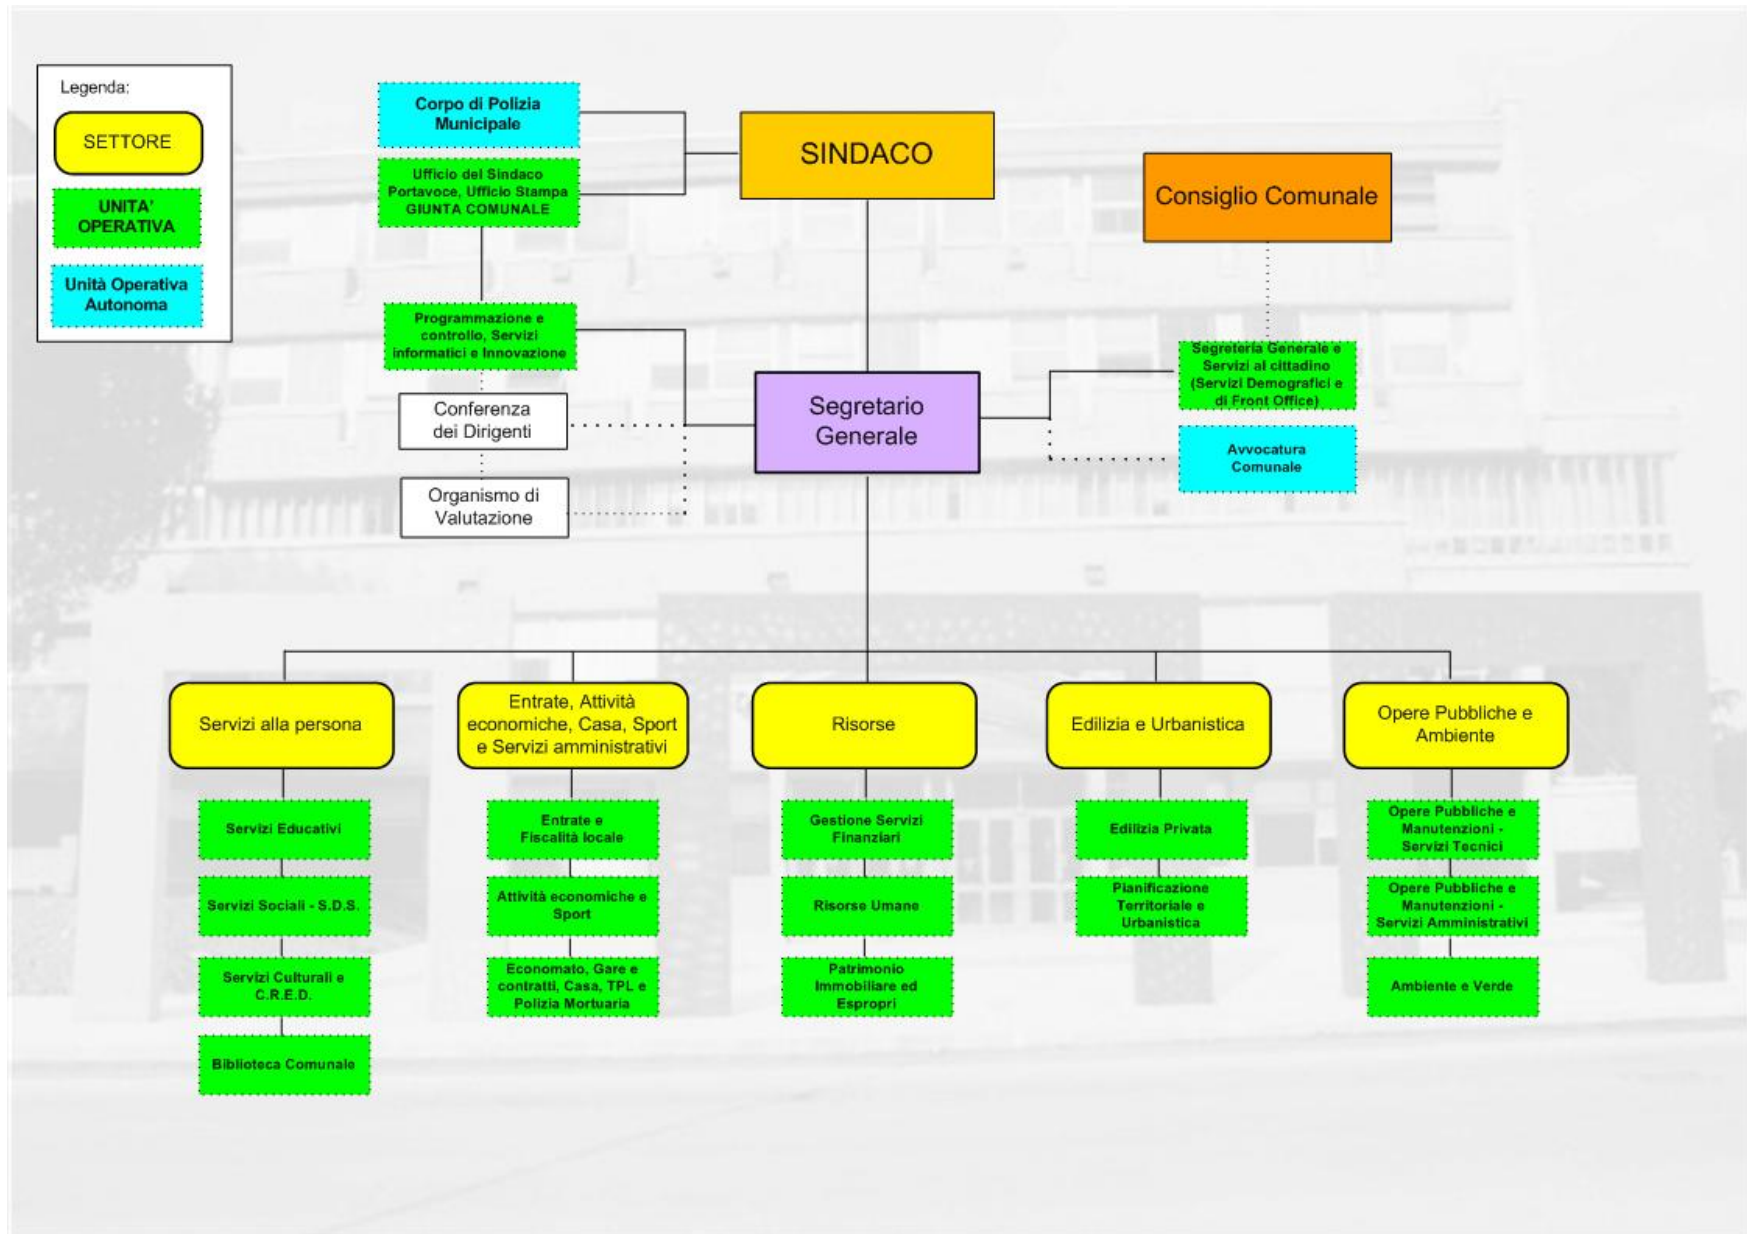 Legenda:
SETTORE
UNITA'
OPERATIVA
Unità Operativa
Autonoma
Corpo di Polizia
Municipale
Ufficio del Sindaco
Portavoce, Ufficio Stampa
GIUNTA COMUNALE
SINDACO
Consiglio Comunale
Programmazione e
controllo, Servizi
informatici e Innovazione
Conferenza
dei Dirigenti
Organismo di
Valutazione
Segretario
Generale
Segreteria Generale e
Servizi al cittadino
(Servizi Demografici e
di Front Office)
Avvocatura
Comunale
Servizi alla persona
Servizi Educativi
Servizi Sociali - S.D.S.
Servizi Culturali e
C.R.E.D.
Biblioteca Comunale
Entrate, Attività
economiche, Casa, Sport
e Servizi amministrativi
Entrate e
Fiscalità locale
Attività economiche e
Sport
Economato, Gare e
contratti, Casa, TPL e
Polizia Mortuaria
Risorse
Gestione Servizi
Finanziari
Risorse Umane
Patrimonio
Immobiliare ed
Espropri
Edilizia e Urbanistica
Edilizia Privata
Pianificazione
Territoriale e
Urbanistica
Opere Pubbliche e
Ambiente
Opere Pubbliche e
Manutenzioni -
Servizi Tecnici
Opere Pubbliche e
Manutenzioni -
Servizi Amministrativi
Ambiente e Verde